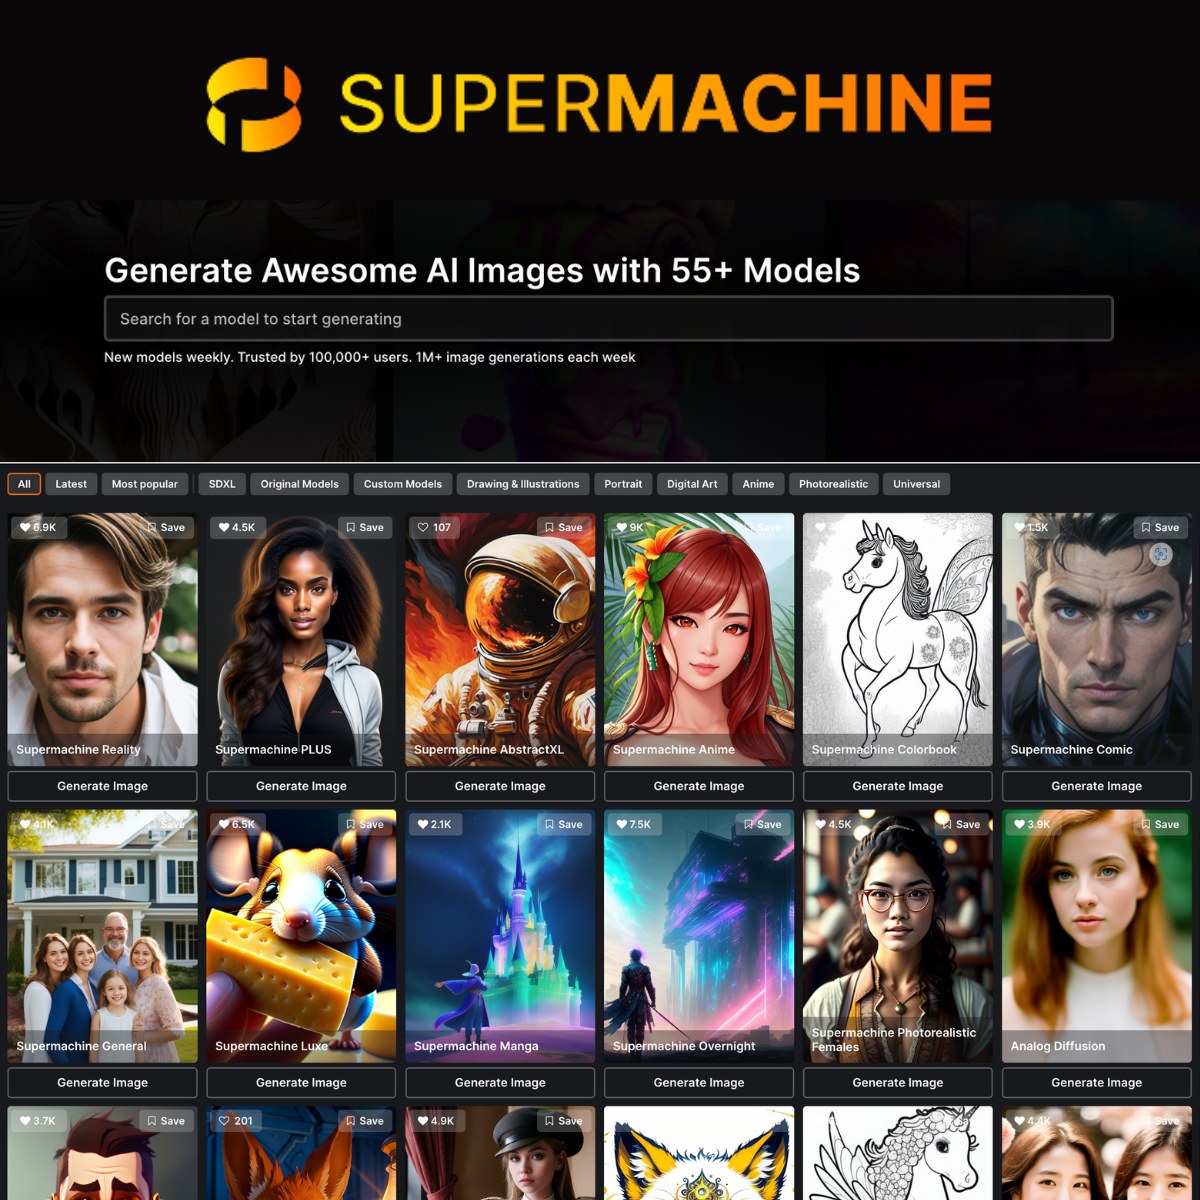 SUPERMACHINE
Generate Awesome AI Images with 55+ Models
Search for a model to start generating
New models weekly. Trusted by 100,000+ users. 1M+ image generations each week
All Latest Most popular SDXL Original Models Custom Models Drawing & Illustrations Portrait Digital Art Anime Photorealistic Universal
6.9K Save 4.5K Save 107 Save 9K Save Save 1.5K Save
Supermachine Reality Supermachine PLUS Supermachine AbstractXL Supermachine Anime Supermachine Colorbook Supermachine Comic
Generate Image Generate Image Generate Image Generate Image Generate Image Generate Image
4.1K Save 6.5K Save 2.1K Save 7.5K Save 4.5K Save 3.9K Save
Supermachine General Supermachine Luxe Supermachine Manga Supermachine Overnight Supermachine Photorealistic Females Analog Diffusion
Generate Image Generate Image Generate Image Generate Image Generate Image Generate Image
3.7K Save 201 Save 4.9K Save 4.4K Save